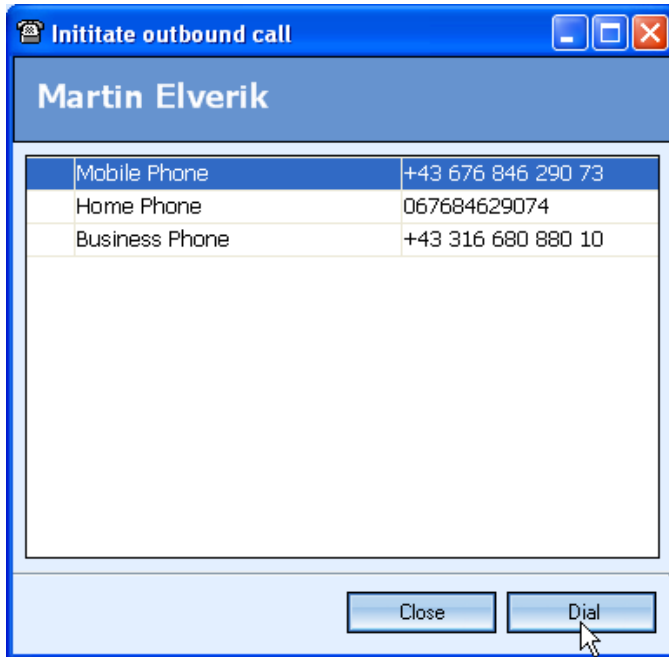 Inititate outbound call
Martin Elverik
Mobile Phone +43 676 846 290 73
Home Phone 067684629074
Business Phone +43 316 680 880 10
Close Dial